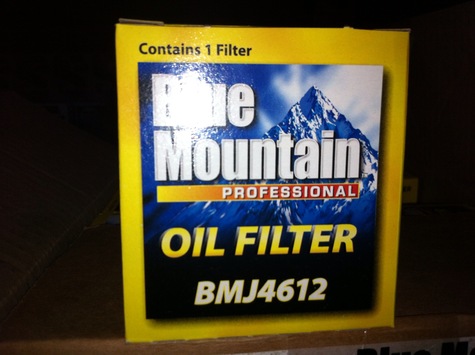 Contains 1 Filter
Blue
Mountain
PROFESSIONAL
OIL FILTER
BMJ4612